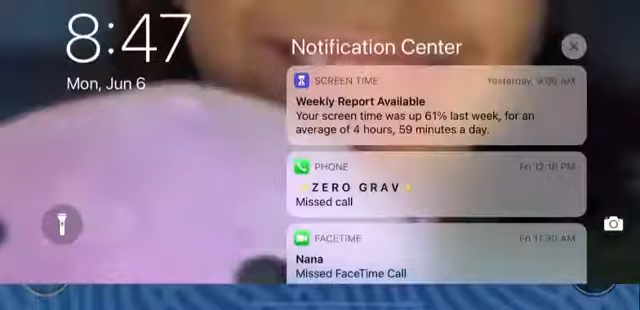 8:47
Mon, Jun 6
Notification Center
SCREEN TIME
Yesterday, 9:06 AM
Weekly Report Available
Your screen time was up 61% last week, for an
average of 4 hours, 59 minutes a day.
PHONE
Fri 12:18 PM
ZERO GRAV
Missed call
FACETIME
Fri 11:30 AM
Nana
Missed FaceTime Call